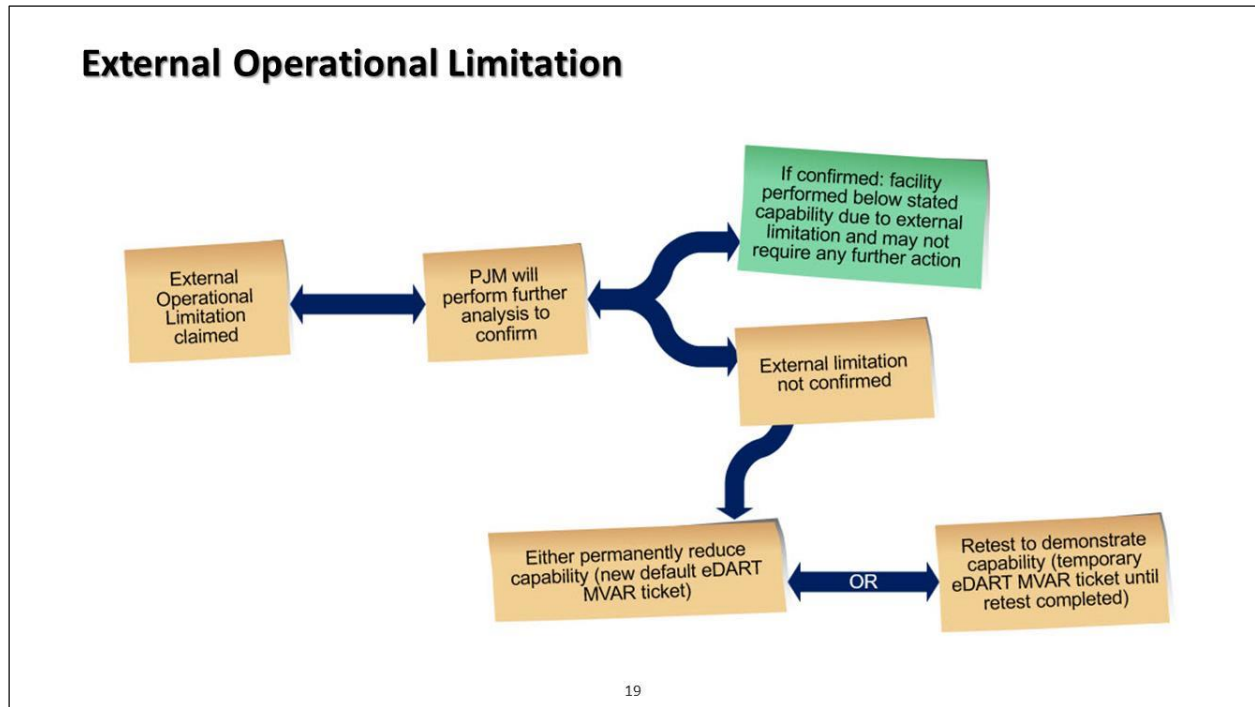 External Operational Limitation
If confirmed: facility
performed below stated
capability due to external
limitation and may not
require any further action
External
Operational
Limitation
claimed
PJM will
perform further
analysis to
confirm
External limitation
not confirmed
Either permanently reduce
capability (new default eDART
MVAR ticket)
OR
Retest to demonstrate
capability (temporary
eDART MVAR ticket until
retest completed)
19